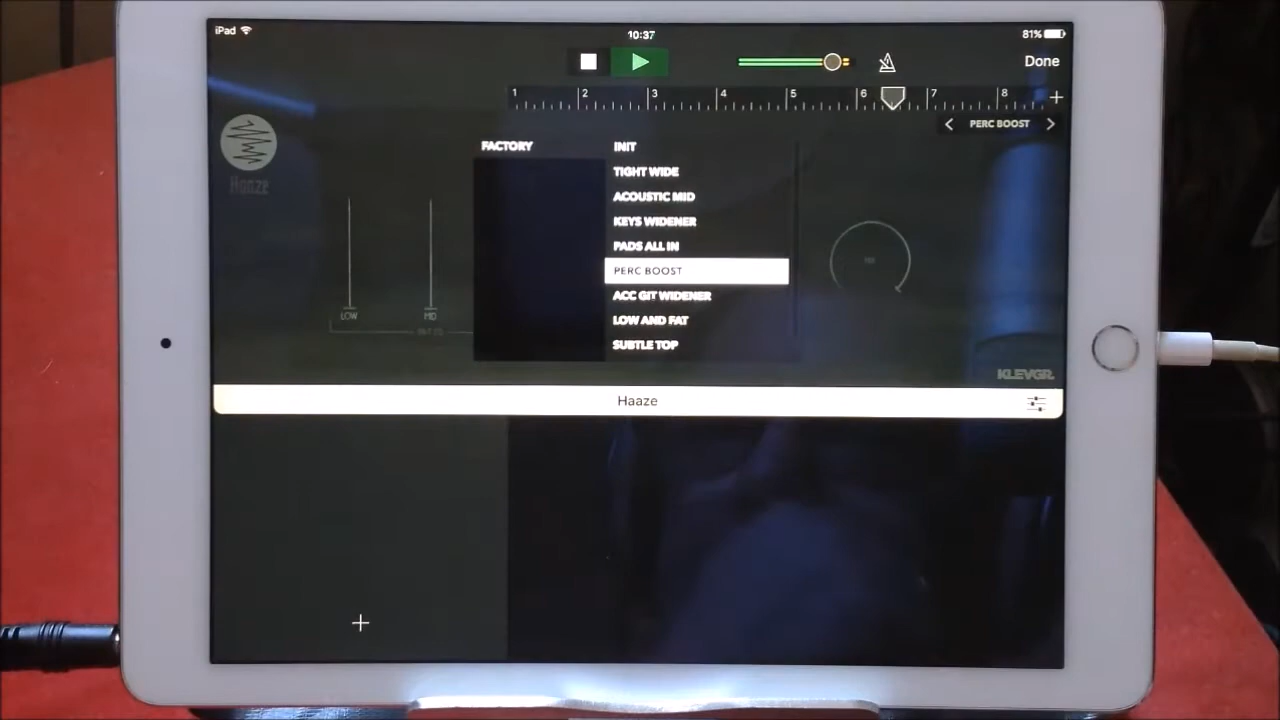 iPad
10:37
81%
Done
1 2 3 4 5 6 7 8
PERC BOOST
FACTORY
INIT
TIGHT WIDE
ACOUSTIC MID
KEYS WIDENER
PADS ALL IN
PERC BOOST
ACC GIT WIDENER
LOW AND FAT
SUBTLE TOP
Haaze
LOW
MID
KLEVGR.
Haaze